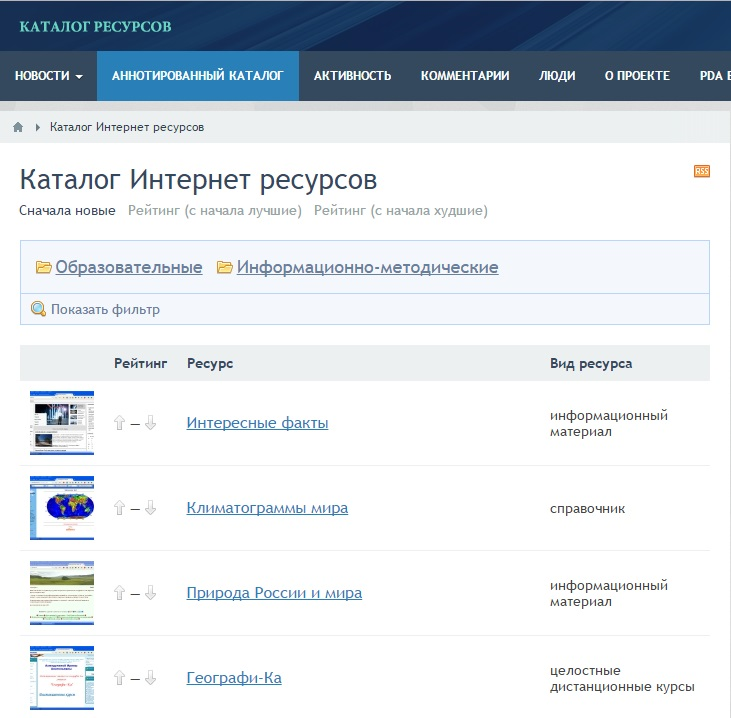 КАТАЛОГ РЕСУРСОВ
НОВОСТИ АННОТИРОВАННЫЙ КАТАЛОГ АКТИВНОСТЬ КОММЕНТАРИИ ЛЮДИ О ПРОЕКТЕ PDA
Каталог Интернет ресурсов
Каталог Интернет ресурсов
RSS
Сначала новые Рейтинг (с начала лучшие) Рейтинг (с начала худшие)
Образовательные Информационно-методические
Показать фильтр
Рейтинг Ресурс Вид ресурса
– Интересные факты информационный
материал
– Климатограммы мира справочник
– Природа России и мира информационный
материал
– Географи-Ка целостные
дистанционные курсы